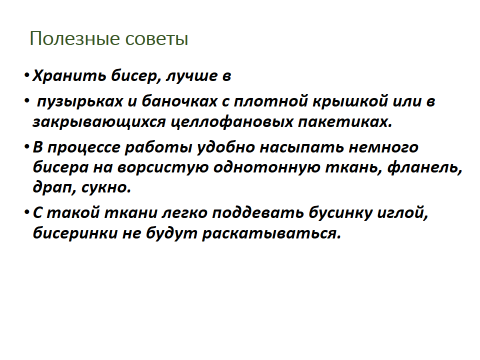 Полезные советы
• Хранить бисер, лучше в
• пузырьках и баночках с плотной крышкой или в
закрывающихся целлофановых пакетиках.
• В процессе работы удобно насыпать немного
бисера на ворсистую однотонную ткань, фланель,
драп, сукно.
• С такой ткани легко поддевать бусинку иглой,
бисеринки не будут раскатываться.